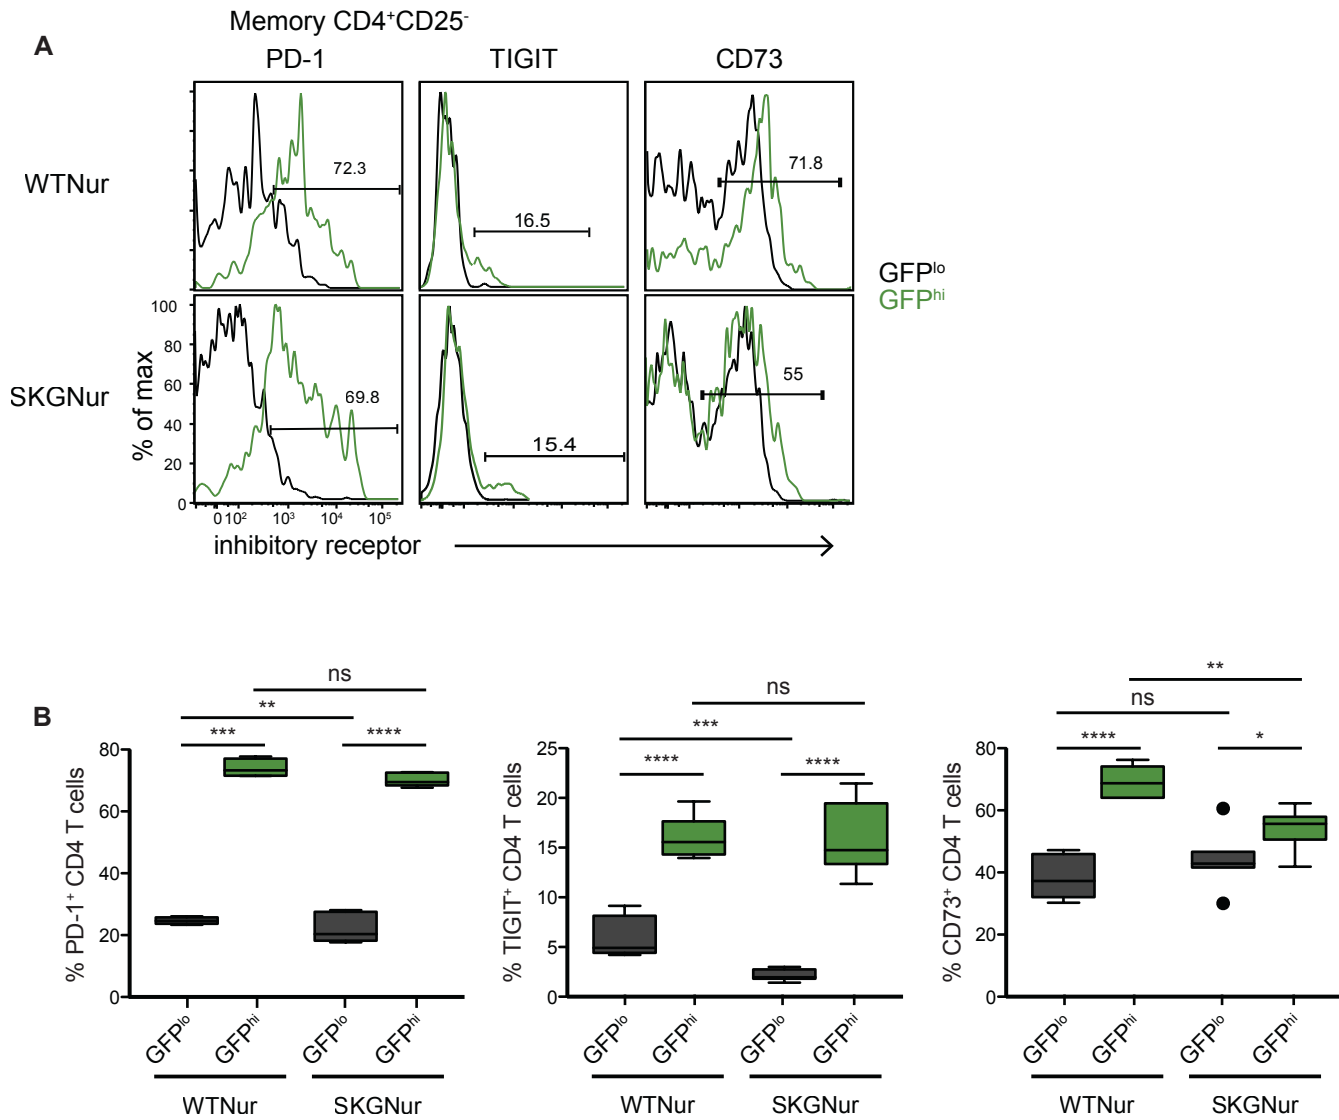 A
Memory CD4⁺CD25⁻
PD-1
TIGIT
CD73
WTNur
72.3
16.5
71.8
GFPˡᵒ
GFPʰⁱ
SKGNur
% of max
100
80
60
40
20
0
69.8
15.4
55
0 10² 10³ 10⁴ 10⁵
inhibitory receptor
B
ns
**
***
****
% PD-1⁺ CD4 T cells
80
60
40
20
0
GFPˡᵒ
GFPʰⁱ
GFPˡᵒ
GFPʰⁱ
WTNur
SKGNur
ns
***
****
****
% TIGIT⁺ CD4 T cells
25
20
15
10
5
0
GFPˡᵒ
GFPʰⁱ
GFPˡᵒ
GFPʰⁱ
WTNur
SKGNur
**
ns
****
*
% CD73⁺ CD4 T cells
80
60
40
20
0
GFPˡᵒ
GFPʰⁱ
GFPˡᵒ
GFPʰⁱ
WTNur
SKGNur